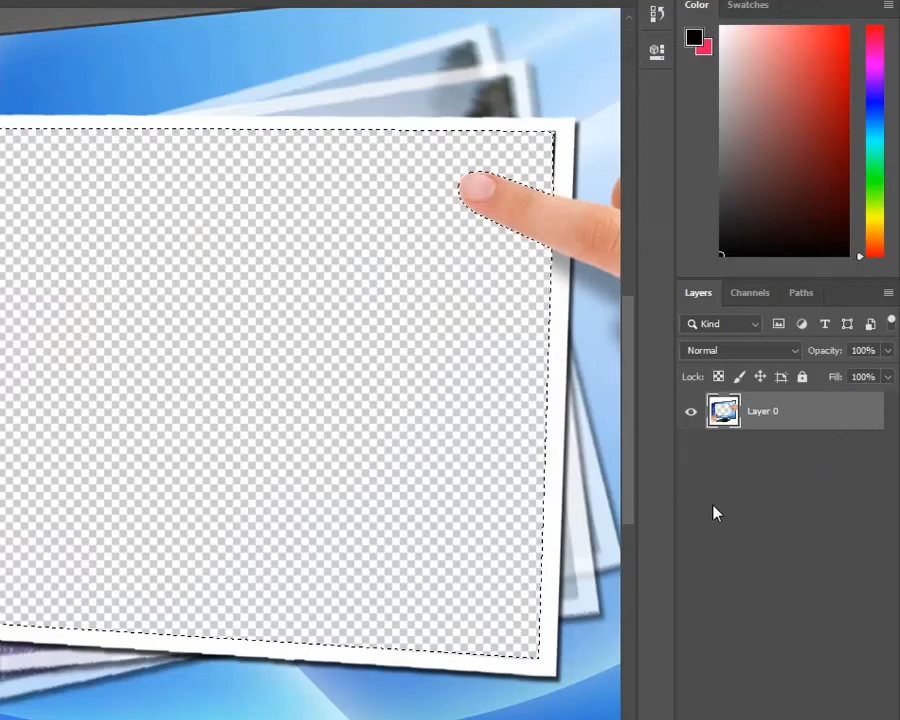 Color Swatches
Layers Channels Paths
Kind
Normal Opacity: 100%
Lock: Fill: 100%
Layer 0